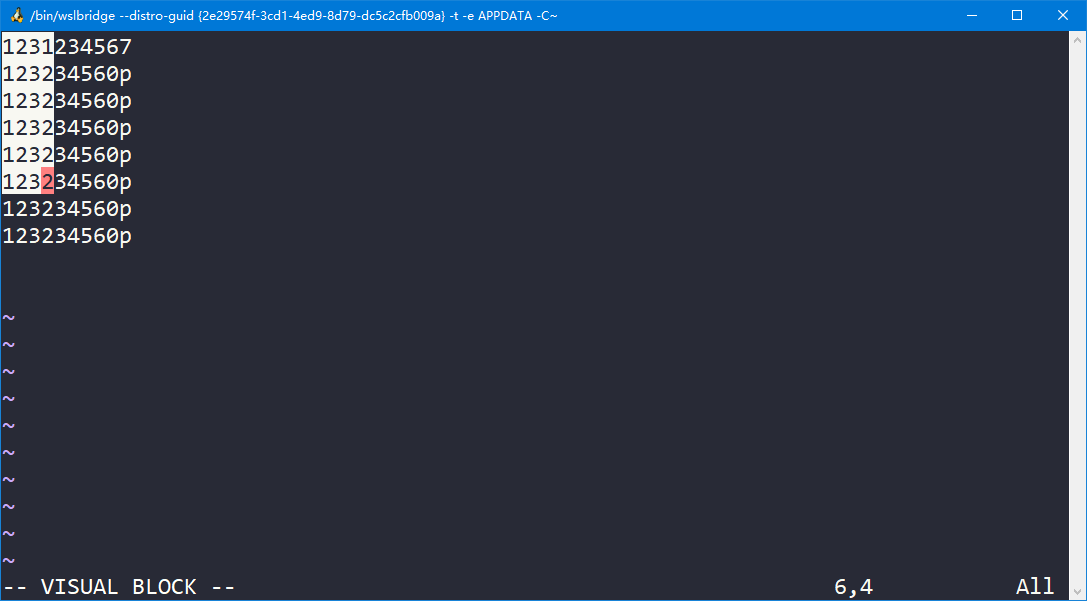 /bin/wslbridge --distro-guid {2e29574f-3cd1-4ed9-8d79-dc5c2cfb009a} -t -e APPDATA -C~
1231234567
123234560p
123234560p
123234560p
123234560p
123234560p
123234560p
123234560p
~
~
~
~
~
~
~
~
~
~
-- VISUAL BLOCK -- 6,4 All